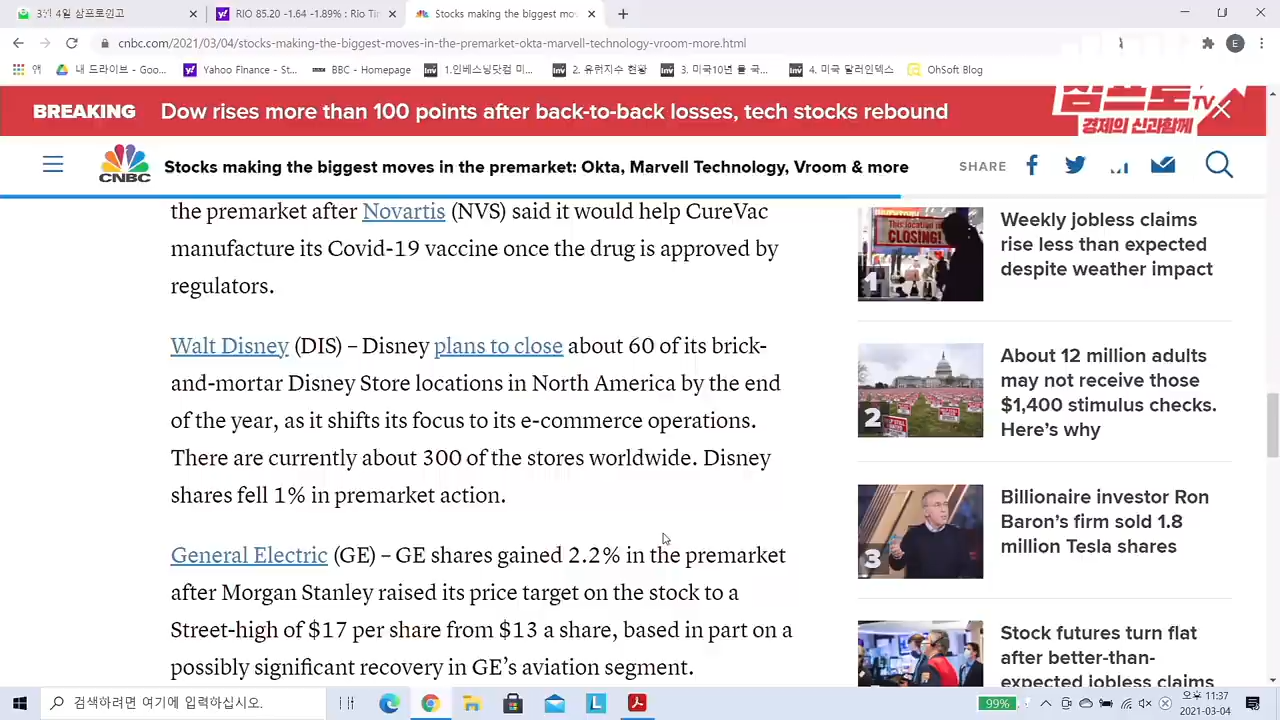 3월 4일 삼프로원고
RIO 85.20 -1.64 -1.89% : Rio Tin
Stocks making the biggest mov
cnbc.com/2021/03/04/stocks-making-the-biggest-moves-in-the-premarket-okta-marvell-technology-vroom-more.html
E
앱
내 드라이브 - Goo...
Yahoo Finance - St...
BBC - Homepage
1.인베스팅닷컴 미...
2. 유럽지수 현황
3. 미국10년 물 국...
4. 미국 달러인덱스
OhSoft Blog
BREAKING
Dow rises more than 100 points after back-to-back losses, tech stocks rebound
삼프로TV
경제의 신과함께
CNBC
Stocks making the biggest moves in the premarket: Okta, Marvell Technology, Vroom & more
SHARE
the premarket after Novartis (NVS) said it would help CureVac
manufacture its Covid-19 vaccine once the drug is approved by
regulators.
Walt Disney (DIS) – Disney plans to close about 60 of its brick-
and-mortar Disney Store locations in North America by the end
of the year, as it shifts its focus to its e-commerce operations.
There are currently about 300 of the stores worldwide. Disney
shares fell 1% in premarket action.
General Electric (GE) – GE shares gained 2.2% in the premarket
after Morgan Stanley raised its price target on the stock to a
Street-high of $17 per share from $13 a share, based in part on a
possibly significant recovery in GE's aviation segment.
CLOSING!
1
Weekly jobless claims
rise less than expected
despite weather impact
2
About 12 million adults
may not receive those
$1,400 stimulus checks.
Here's why
3
Billionaire investor Ron
Baron's firm sold 1.8
million Tesla shares
Stock futures turn flat
after better-than-
expected jobless claims
검색하려면 여기에 입력하십시오.
99%
오후 11:37
2021-03-04